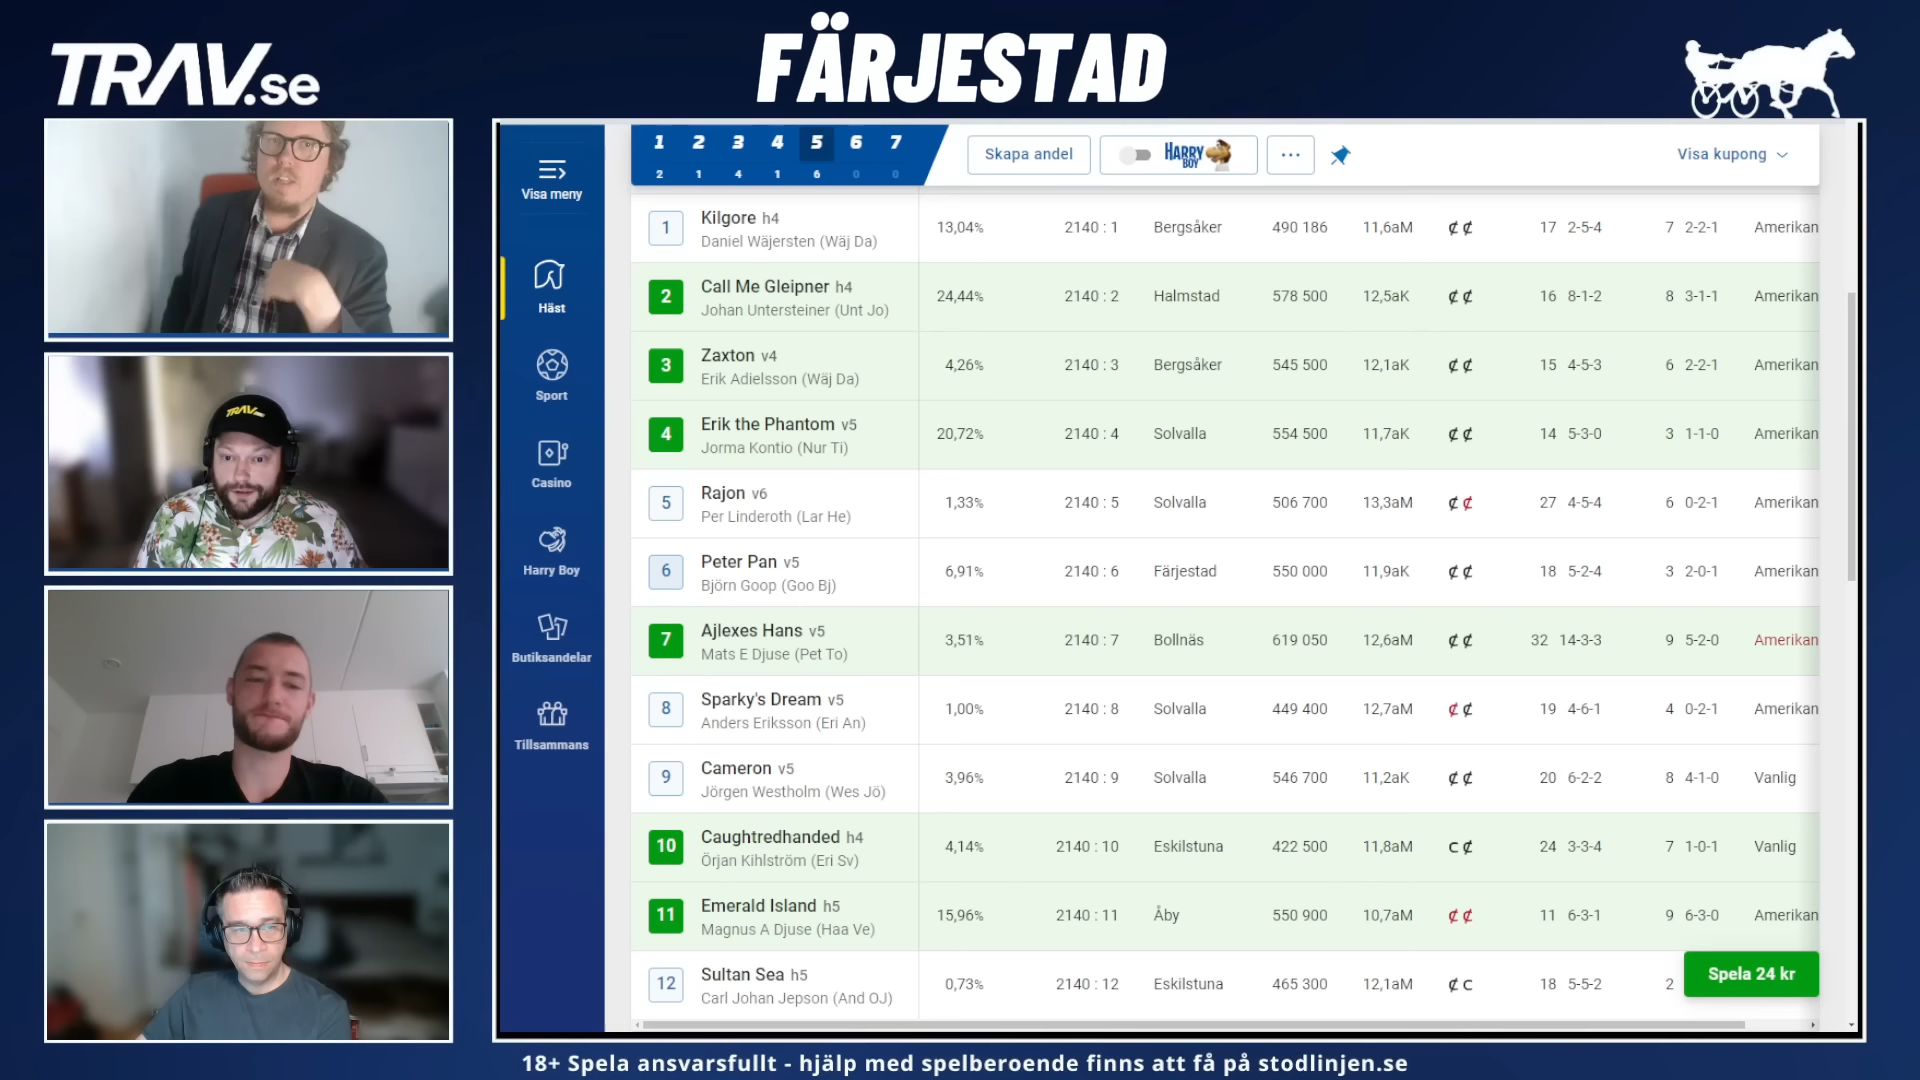 TRAV.se
FÄRJESTAD
Visa meny
Häst
Sport
Casino
Harry Boy
Butiksandelar
Tillsammans
1 2 3 4 5 6 7
2 1 4 1 6 0 0
Skapa andel
HARRY BOY
...
Visa kupong
1 Kilgore h4 13,04% 2140 : 1 Bergsåker 490 186 11,6aM ȼ ȼ 17 2-5-4 7 2-2-1 Amerikan
Daniel Wäjersten (Wäj Da)
2 Call Me Gleipner h4 24,44% 2140 : 2 Halmstad 578 500 12,5aK ȼ ȼ 16 8-1-2 8 3-1-1 Amerikan
Johan Untersteiner (Unt Jo)
3 Zaxton v4 4,26% 2140 : 3 Bergsåker 545 500 12,1aK ȼ ȼ 15 4-5-3 6 2-2-1 Amerikan
Erik Adielsson (Wäj Da)
4 Erik the Phantom v5 20,72% 2140 : 4 Solvalla 554 500 11,7aK ȼ ȼ 14 5-3-0 3 1-1-0 Amerikan
Jorma Kontio (Nur Ti)
5 Rajon v6 1,33% 2140 : 5 Solvalla 506 700 13,3aM ȼ ȼ 27 4-5-4 6 0-2-1 Amerikan
Per Linderoth (Lar He)
6 Peter Pan v5 6,91% 2140 : 6 Färjestad 550 000 11,9aK ȼ ȼ 18 5-2-4 3 2-0-1 Amerikan
Björn Goop (Goo Bj)
7 Ajlexes Hans v5 3,51% 2140 : 7 Bollnäs 619 050 12,6aM ȼ ȼ 32 14-3-3 9 5-2-0 Amerikan
Mats E Djuse (Pet To)
8 Sparky's Dream v5 1,00% 2140 : 8 Solvalla 449 400 12,7aM ȼ ȼ 19 4-6-1 4 0-2-1 Amerikan
Anders Eriksson (Eri An)
9 Cameron v5 3,96% 2140 : 9 Solvalla 546 700 11,2aK ȼ ȼ 20 6-2-2 8 4-1-0 Vanlig
Jörgen Westholm (Wes Jö)
10 Caughtredhanded h4 4,14% 2140 : 10 Eskilstuna 422 500 11,8aM c ȼ 24 3-3-4 7 1-0-1 Vanlig
Örjan Kihlström (Eri Sv)
11 Emerald Island h5 15,96% 2140 : 11 Åby 550 900 10,7aM ȼ ȼ 11 6-3-1 9 6-3-0 Amerikan
Magnus A Djuse (Haa Ve)
12 Sultan Sea h5 0,73% 2140 : 12 Eskilstuna 465 300 12,1aM ȼ c 18 5-5-2 2
Carl Johan Jepson (And OJ)
Spela 24 kr
TRAV.se
18+ Spela ansvarsfullt - hjälp med spelberoende finns att få på stodlinjen.se